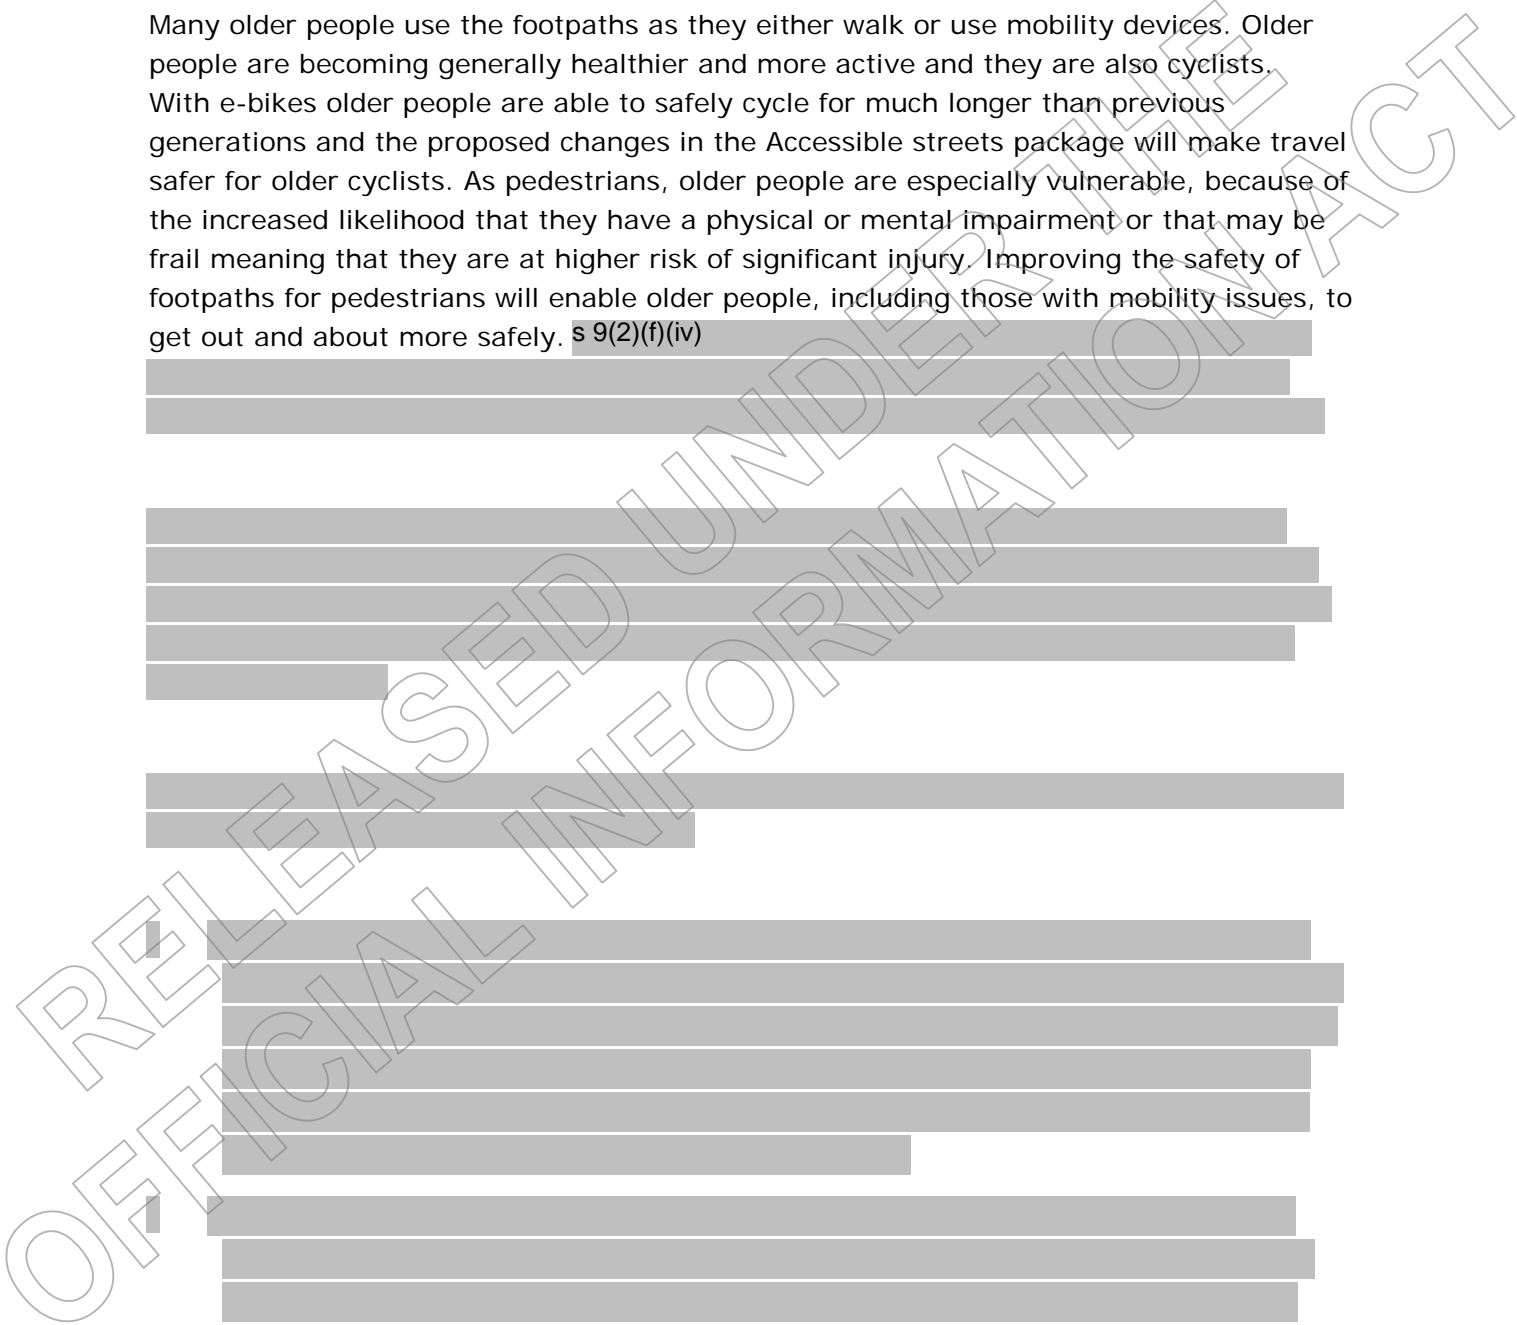 Many older people use the footpaths as they either walk or use mobility devices. Older
people are becoming generally healthier and more active and they are also cyclists.
With e-bikes older people are able to safely cycle for much longer than previous
generations and the proposed changes in the Accessible streets package will make travel
safer for older cyclists. As pedestrians, older people are especially vulnerable, because of
the increased likelihood that they have a physical or mental impairment or that may be
frail meaning that they are at higher risk of significant injury. Improving the safety of
footpaths for pedestrians will enable older people, including those with mobility issues, to
get out and about more safely. s 9(2)(f)(iv)
RELEASED UNDER THE
OFFICIAL INFORMATION ACT